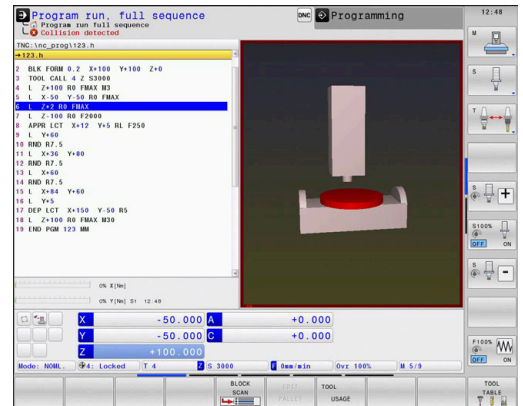 Program run, full sequence
Program run full sequence
Collision detected
DNC
Programming
12:48
TNC:\nc_prog\123.h
→123.h
2 BLK FORM 0.2 X+100 Y+100 Z+0
3 TOOL CALL 4 Z S3000
4 L Z+100 R0 FMAX M3
5 L X-50 Y-50 R0 FMAX
6 L Z+2 R0 FMAX
7 L Z-100 R0 F2000
8 APPR LCT X+12 Y+5 RL F250
9 L Y+60
10 RND R7.5
11 L X+36 Y+80
12 RND R7.5
13 L X+60
14 RND R7.5
15 L X+84 Y+60
16 L Y+5
17 DEP LCT X+150 Y-50 R5
18 L Z+100 R0 FMAX M30
19 END PGM 123 MM
0% X[Nm]
0% Y[Nm] S1 12:48
X -50.000 A +0.000
Y -50.000 C +0.000
Z +100.000
Mode: NOML. 4: Locked T 4 Z S 3000 F 0mm/min Ovr 100% M 5/9
M
S
T
S
S100%
OFF ON
S
F100%
OFF ON
BLOCK SCAN
EDIT PALLET
TOOL USAGE
TOOL TABLE